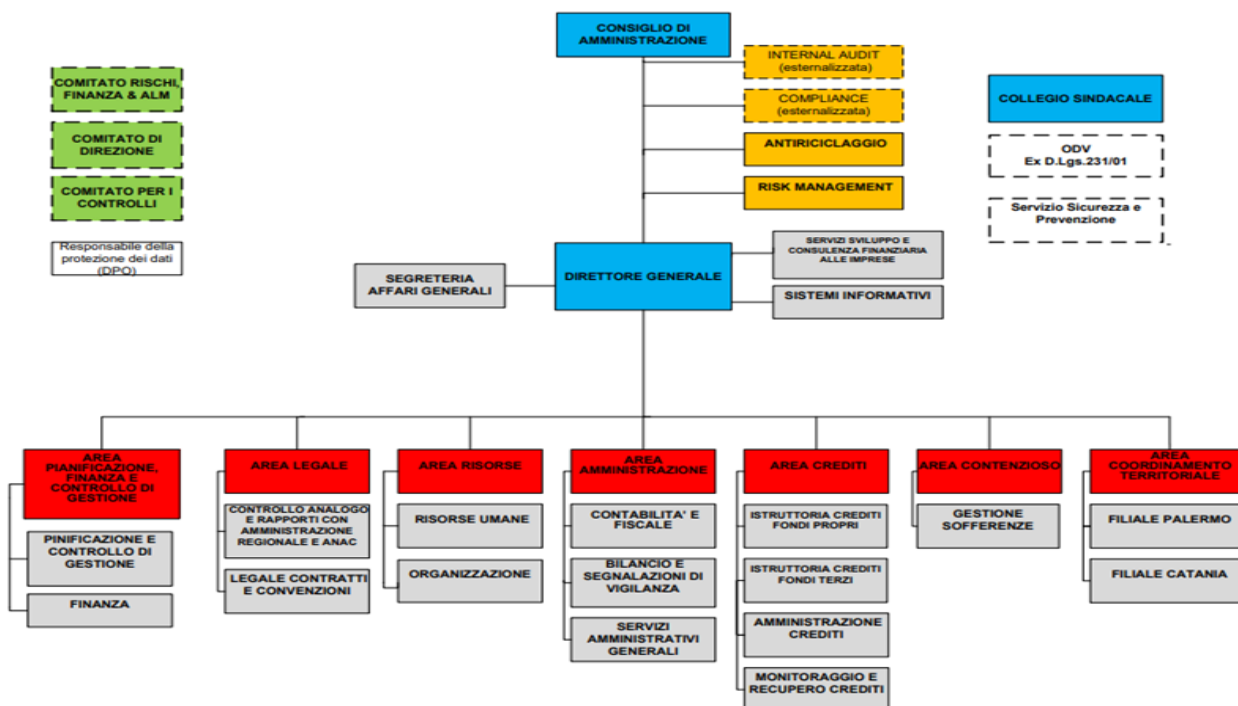 CONSIGLIO DI
AMMINISTRAZIONE
INTERNAL AUDIT
(esternalizzata)
COMPLIANCE
(esternalizzata)
ANTIRICICLAGGIO
RISK MANAGEMENT
COMITATO RISCHI,
FINANZA & ALM
COMITATO DI
DIREZIONE
COMITATO PER I
CONTROLLI
Responsabile della
protezione dei dati
(DPO)
COLLEGIO SINDACALE
ODV
Ex D.Lgs.231/01
Servizio Sicurezza e
Prevenzione
SEGRETERIA
AFFARI GENERALI
DIRETTORE GENERALE
SERVIZI SVILUPPO E
CONSULENZA FINANZIARIA
ALLE IMPRESE
SISTEMI INFORMATIVI
AREA
PIANIFICAZIONE,
FINANZA E
CONTROLLO DI
GESTIONE
PINIFICAZIONE E
CONTROLLO DI
GESTIONE
FINANZA
AREA LEGALE
CONTROLLO ANALOGO
E RAPPORTI CON
AMMINISTRAZIONE
REGIONALE E ANAC
LEGALE CONTRATTI
E CONVENZIONI
AREA RISORSE
RISORSE UMANE
ORGANIZZAZIONE
AREA
AMMINISTRAZIONE
CONTABILITA' E
FISCALE
BILANCIO E
SEGNALAZIONI DI
VIGILANZA
SERVIZI
AMMINISTRATIVI
GENERALI
AREA CREDITI
ISTRUTTORIA CREDITI
FONDI PROPRI
ISTRUTTORIA CREDITI
FONDI TERZI
AMMINISTRAZIONE
CREDITI
MONITORAGGIO E
RECUPERO CREDITI
AREA CONTENZIOSO
GESTIONE
SOFFERENZE
AREA
COORDINAMENTO
TERRITORIALE
FILIALE PALERMO
FILIALE CATANIA